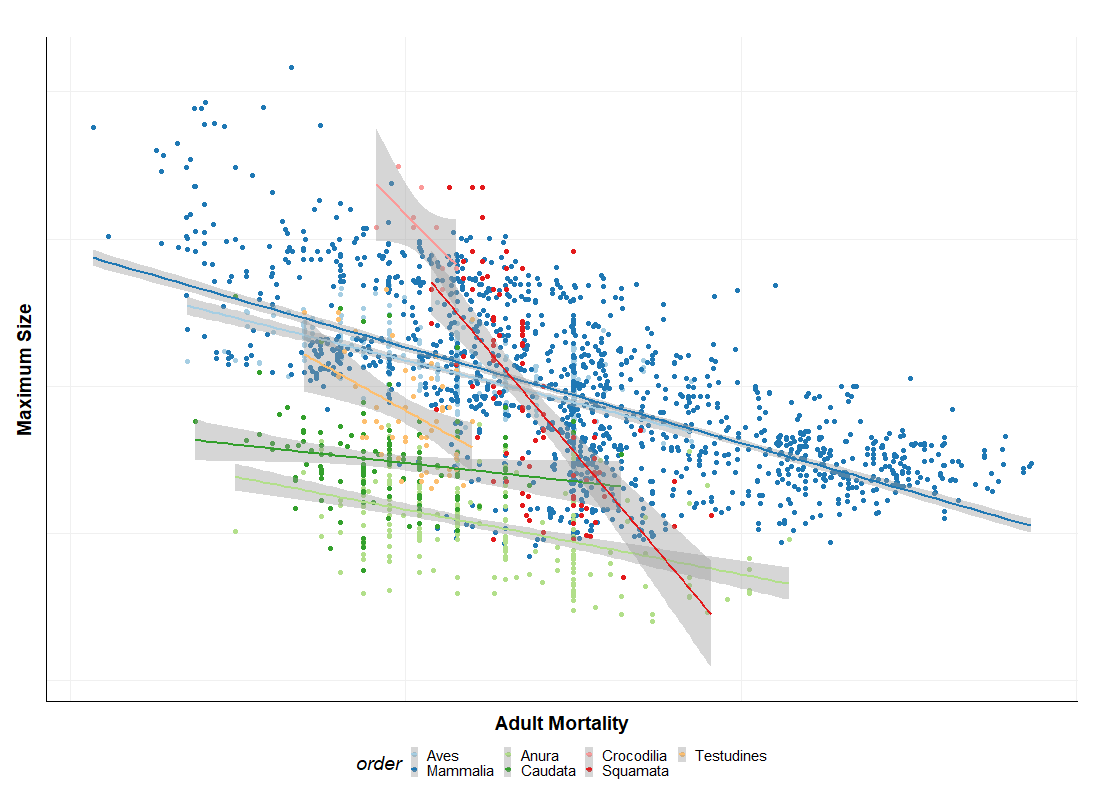 Maximum Size
Adult Mortality
order
Aves
Anura
Crocodilia
Testudines
Mammalia
Caudata
Squamata